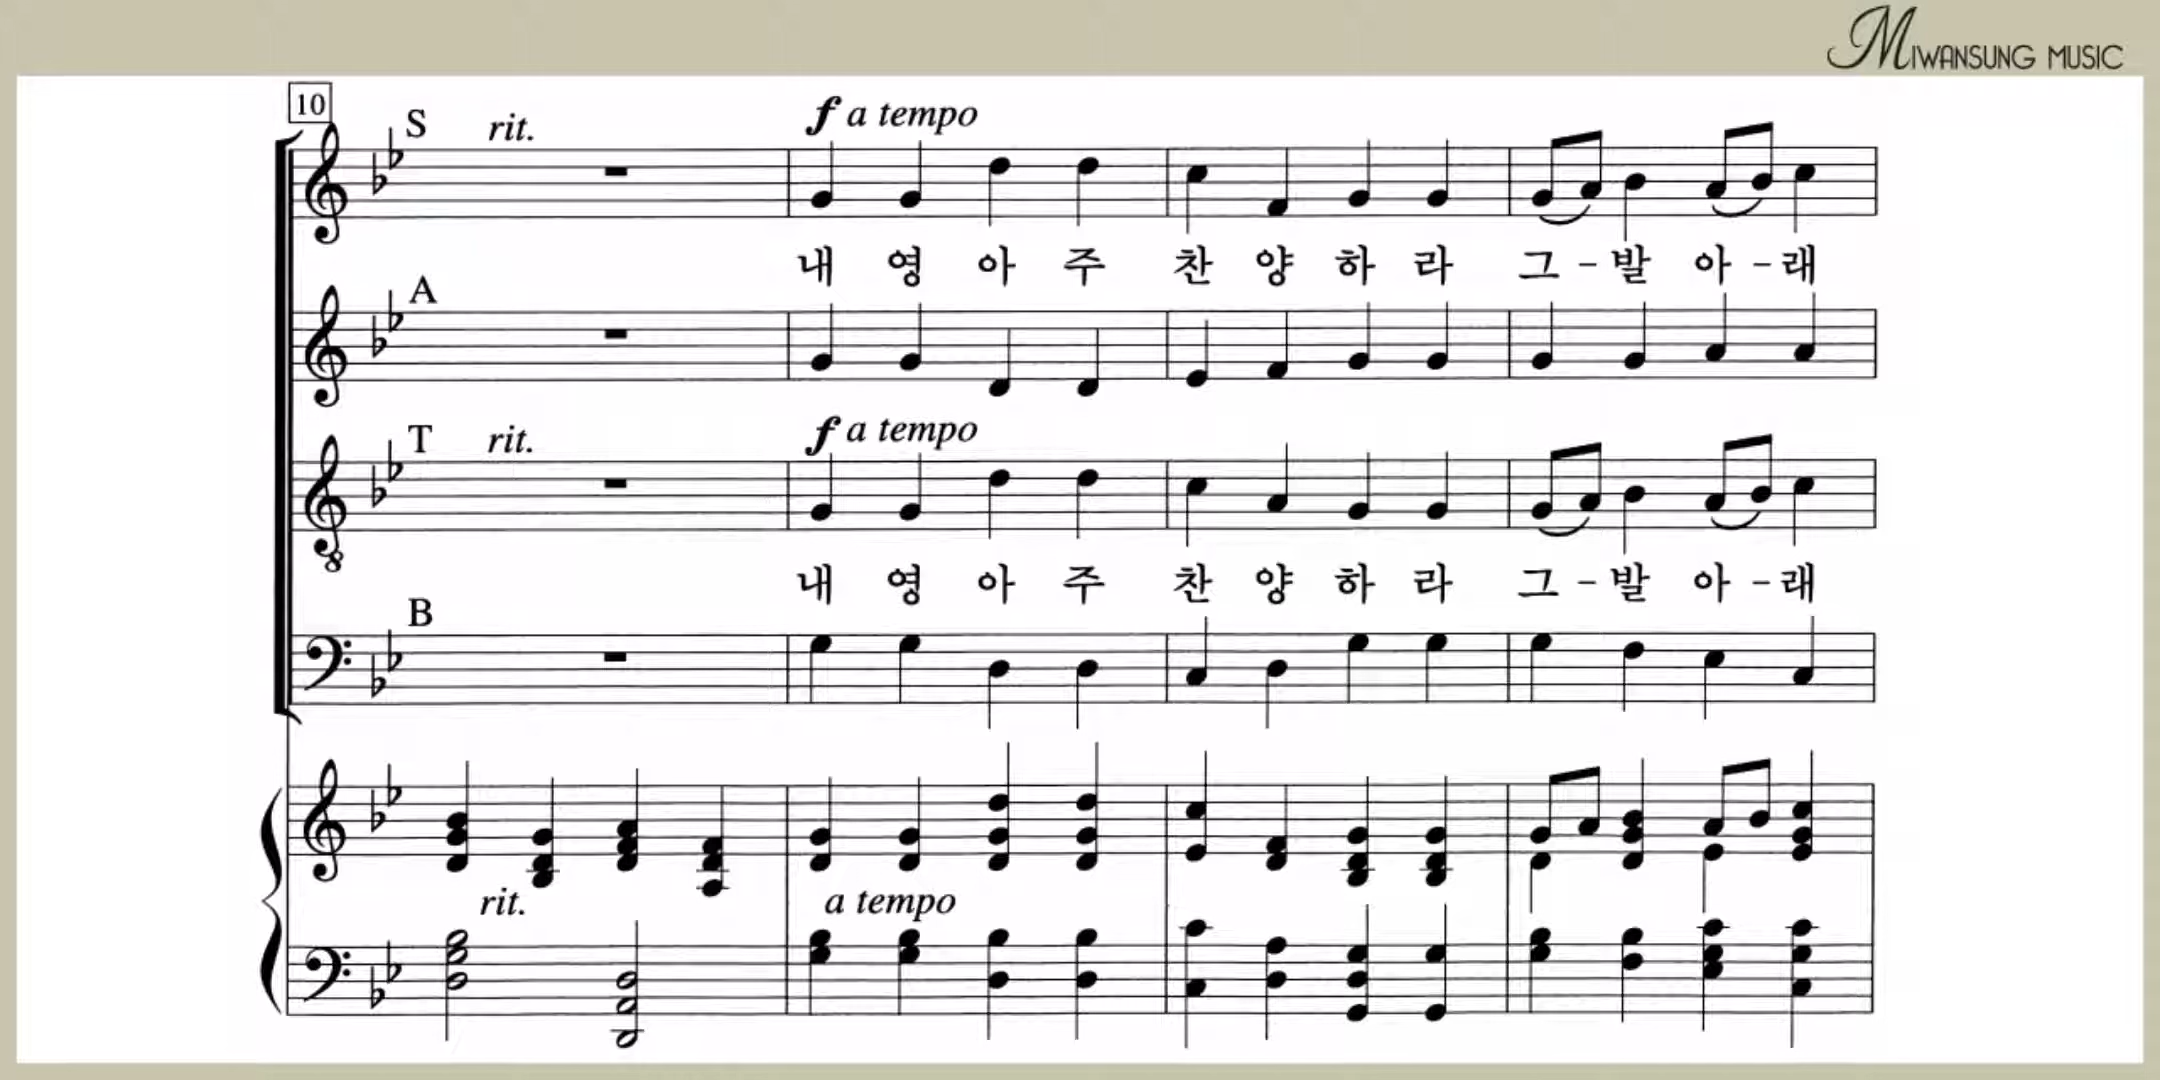 MIWANSUNG MUSIC
10
S rit. f a tempo
내 영 아 주 찬 양 하 라 그 - 발 아 - 래
A
T rit. f a tempo
8
내 영 아 주 찬 양 하 라 그 - 발 아 - 래
B
rit. a tempo